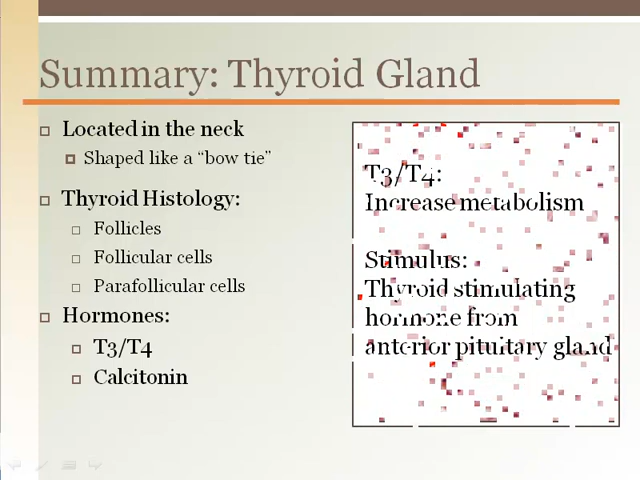 Summary: Thyroid Gland
Located in the neck
Shaped like a “bow tie”
Thyroid Histology:
Follicles
Follicular cells
Parafollicular cells
Hormones:
T3/T4
Calcitonin
T3/T4:
Increase metabolism
Stimulus:
Thyroid stimulating
hormone from
anterior pituitary gland